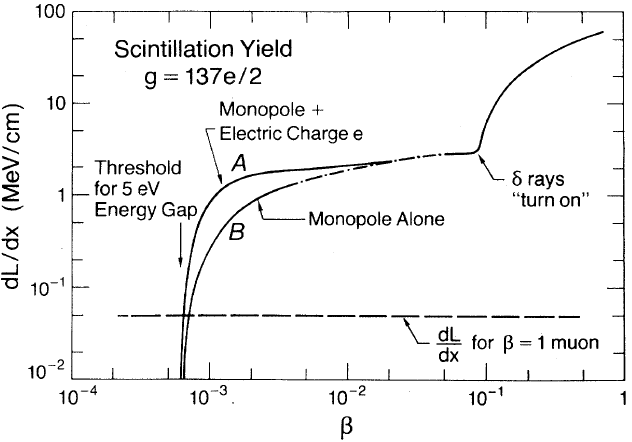 Scintillation Yield
g = 137e/2
Monopole +
Electric Charge e
A
Threshold
for 5 eV
Energy Gap
B
Monopole Alone
δ rays
"turn on"
dL/dx for β = 1 muon
dL/dx (MeV/cm)
100
10
1
10⁻¹
10⁻²
10⁻⁴
10⁻³
10⁻²
10⁻¹
1
β